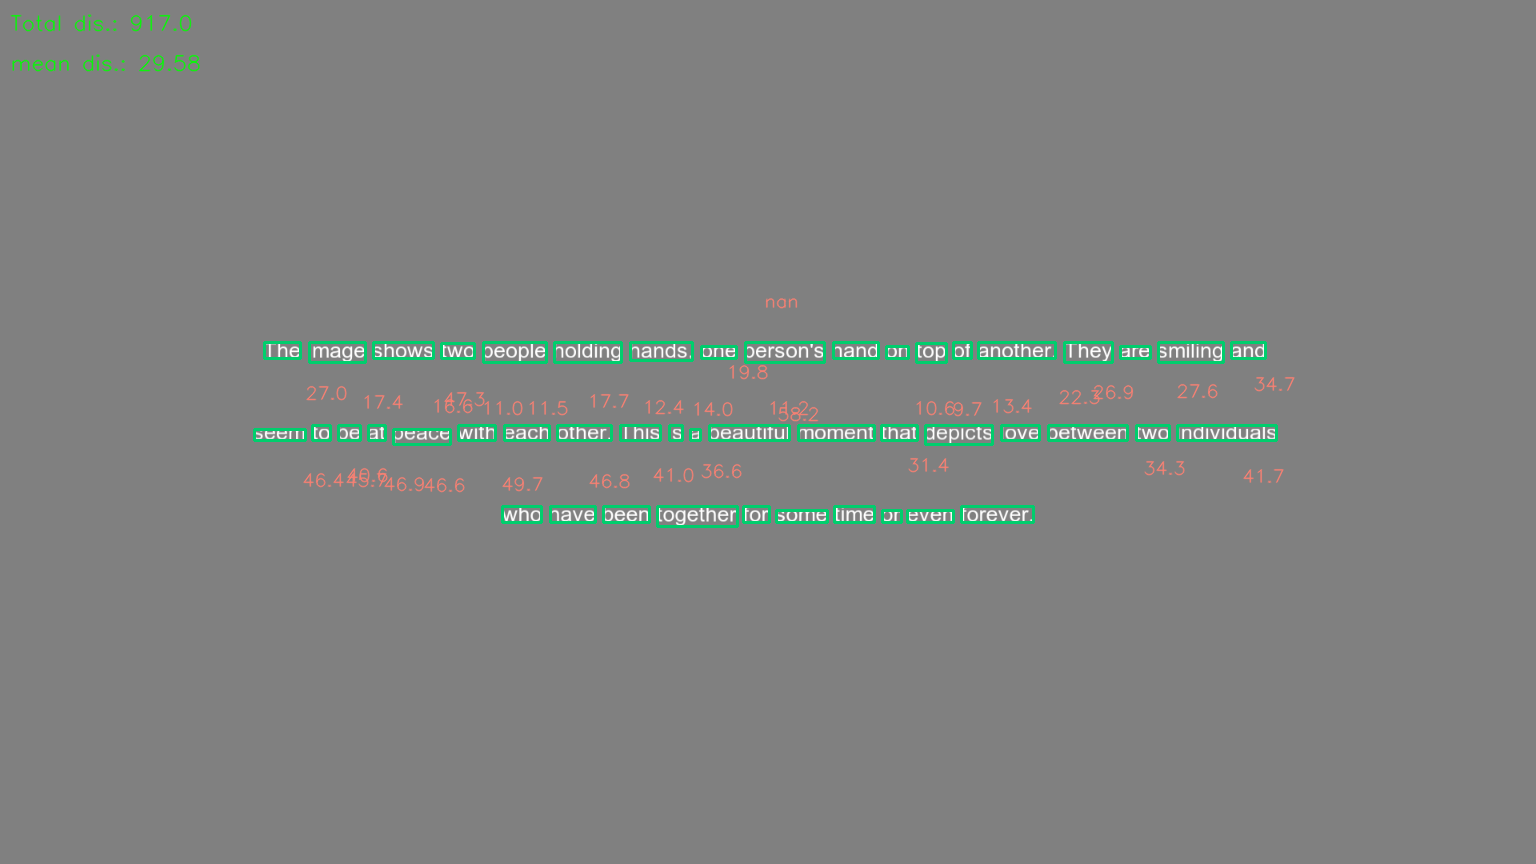 Total dis.: 917.0
mean dis.: 29.58
nan
The image shows two people holding hands, one person's hand on top of another. They are smiling and
19.8
27.0 17.4 16.6 47.3 11.0 11.5 17.7 12.4 14.0 11.2 58.2 10.6 9.7 13.4 22.3 26.9 27.6 34.7
seem to be at peace with each other. This is a beautiful moment that depicts love between two individuals
46.4 45.7 40.6 46.9 46.6 49.7 46.8 41.0 36.6 31.4 34.3 41.7
who have been together for some time or even forever.